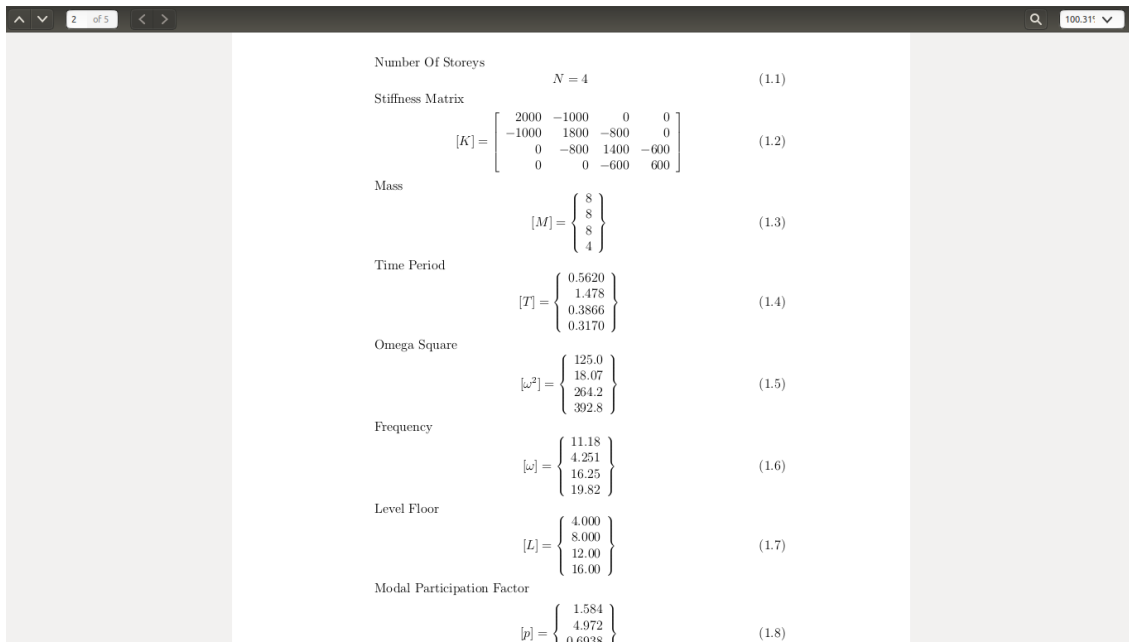 2 of 5 100.31%
Number Of Storeys
N = 4 (1.1)
Stiffness Matrix
2000 −1000 0 0
−1000 1800 −800 0
[K] = (1.2)
0 −800 1400 −600
0 0 −600 600
Mass
8
8
[M] = (1.3)
8
4
Time Period
0.5620
1.478
[T] = (1.4)
0.3866
0.3170
Omega Square
125.0
18.07
[ω²] = (1.5)
264.2
392.8
Frequency
11.18
4.251
[ω] = (1.6)
16.25
19.82
Level Floor
4.000
8.000
[L] = (1.7)
12.00
16.00
Modal Participation Factor
1.584
4.972
[p] = (1.8)
0.6938